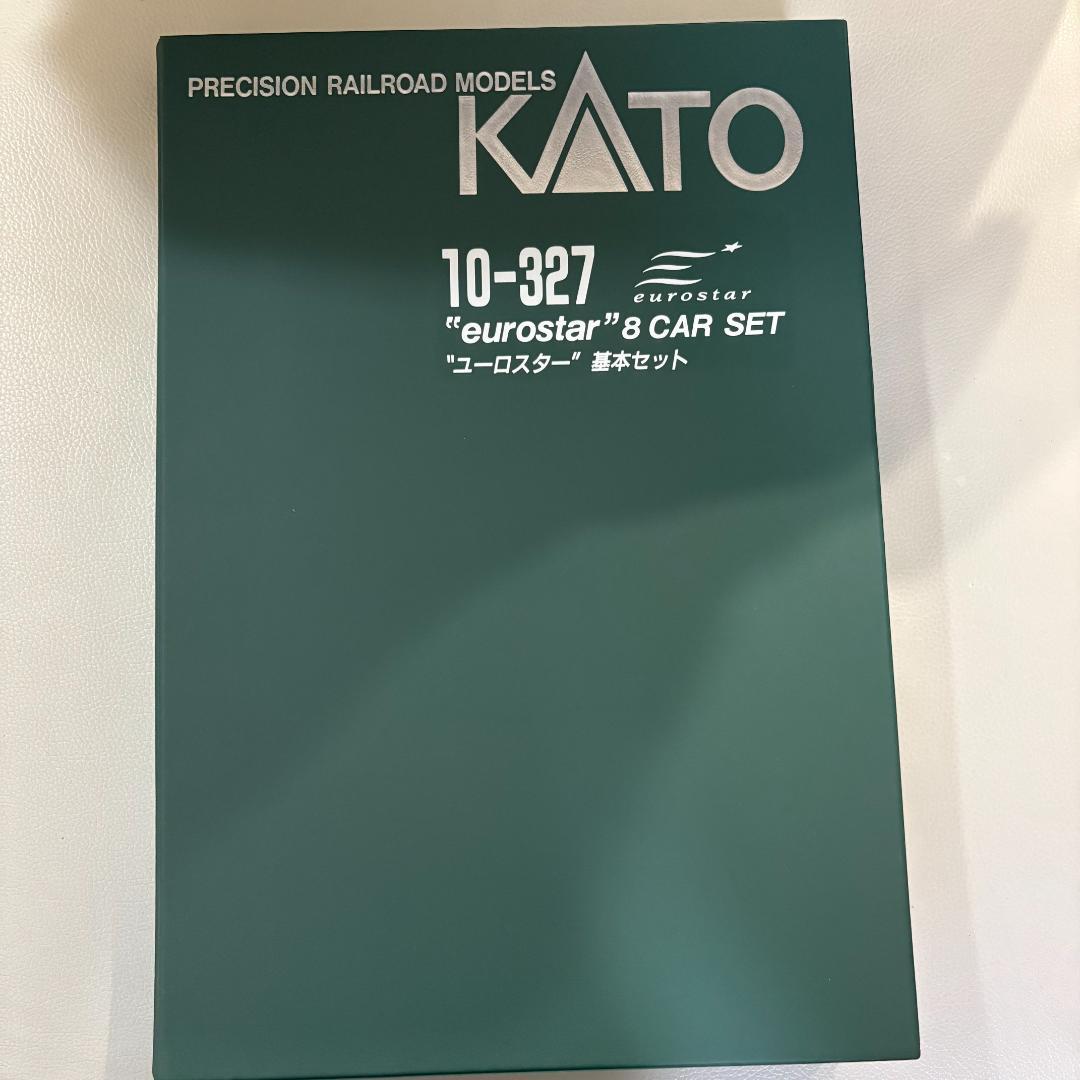 PRECISION RAILROAD MODELS
KATO
10-327
eurostar
“eurostar” 8 CAR SET
“ユーロスター” 基本セット